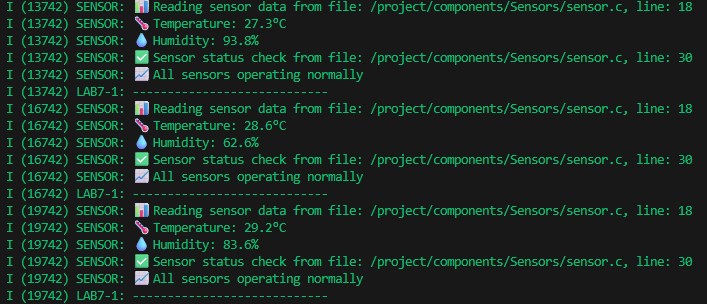 I (13742) SENSOR: 📊 Reading sensor data from file: /project/components/Sensors/sensor.c, line: 18
I (13742) SENSOR: 🌡️ Temperature: 27.3°C
I (13742) SENSOR: 💧 Humidity: 93.8%
I (13742) SENSOR: ✅ Sensor status check from file: /project/components/Sensors/sensor.c, line: 30
I (13742) SENSOR: 📈 All sensors operating normally
I (13742) LAB7-1: ----------------------------
I (16742) SENSOR: 📊 Reading sensor data from file: /project/components/Sensors/sensor.c, line: 18
I (16742) SENSOR: 🌡️ Temperature: 28.6°C
I (16742) SENSOR: 💧 Humidity: 62.6%
I (16742) SENSOR: ✅ Sensor status check from file: /project/components/Sensors/sensor.c, line: 30
I (16742) SENSOR: 📈 All sensors operating normally
I (16742) LAB7-1: ----------------------------
I (19742) SENSOR: 📊 Reading sensor data from file: /project/components/Sensors/sensor.c, line: 18
I (19742) SENSOR: 🌡️ Temperature: 29.2°C
I (19742) SENSOR: 💧 Humidity: 83.6%
I (19742) SENSOR: ✅ Sensor status check from file: /project/components/Sensors/sensor.c, line: 30
I (19742) SENSOR: 📈 All sensors operating normally
I (19742) LAB7-1: ----------------------------